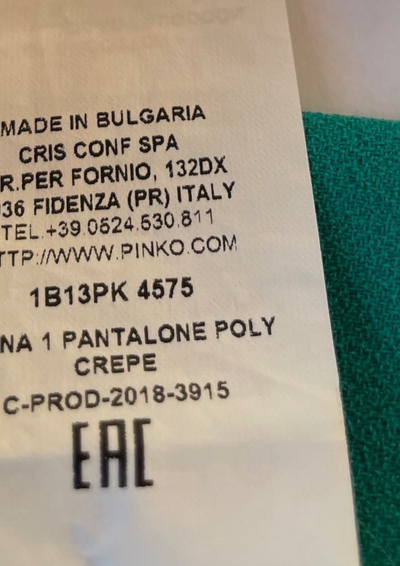 MADE IN BULGARIA
CRIS CONF SPA
R.PER FORNIO, 132DX
36 FIDENZA (PR) ITALY
TEL.+39.0524.530.811
TTP://WWW.PINKO.COM
1B13PK 4575
NA 1 PANTALONE POLY
CREPE
C-PROD-2018-3915
EAC